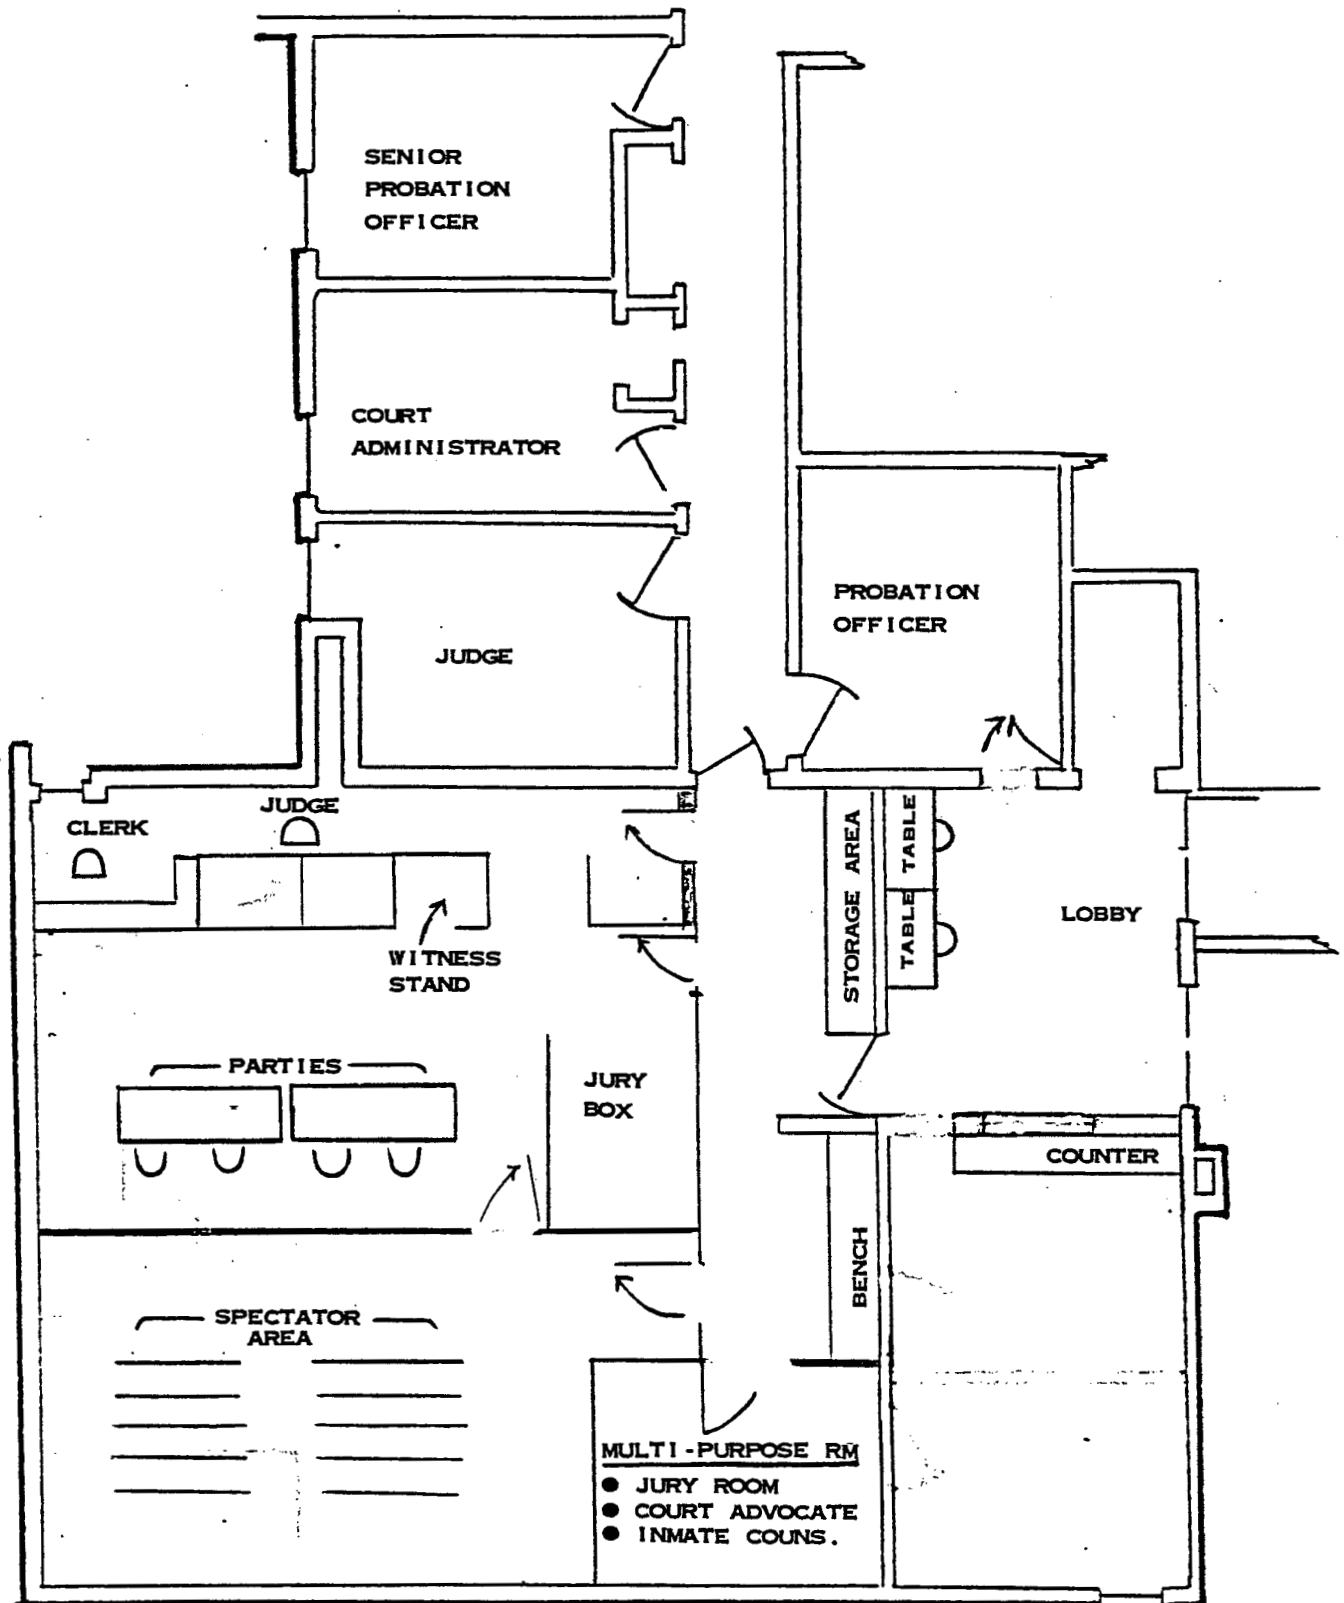 SENIOR
PROBATION
OFFICER
COURT
ADMINISTRATOR
PROBATION
OFFICER
JUDGE
JUDGE
CLERK
STORAGE AREA
TABLE
TABLE
LOBBY
WITNESS
STAND
PARTIES
JURY
BOX
COUNTER
BENCH
SPECTATOR
AREA
MULTI-PURPOSE RM
● JURY ROOM
● COURT ADVOCATE
● INMATE COUNS.